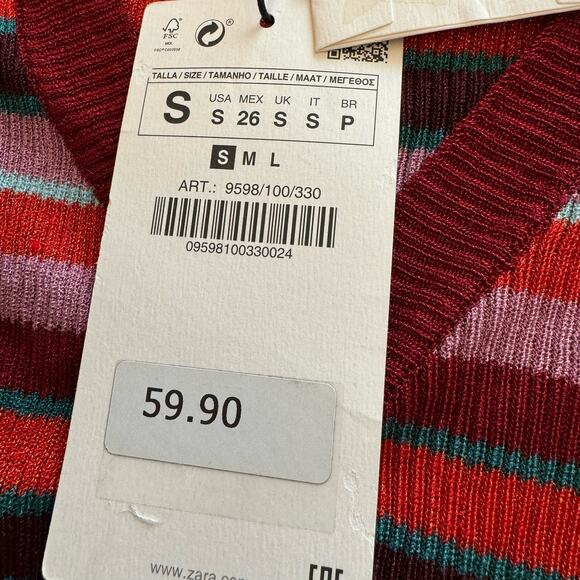 FSC
MIX
TALLA / SIZE / TAMANHO / TAILLE / MAAT / ΜΕΓΕΘΟΣ
S USA MEX UK IT BR
S 26 S S P
S M L
ART.: 9598/100/330
09598100330024
59.90
www.zara.com